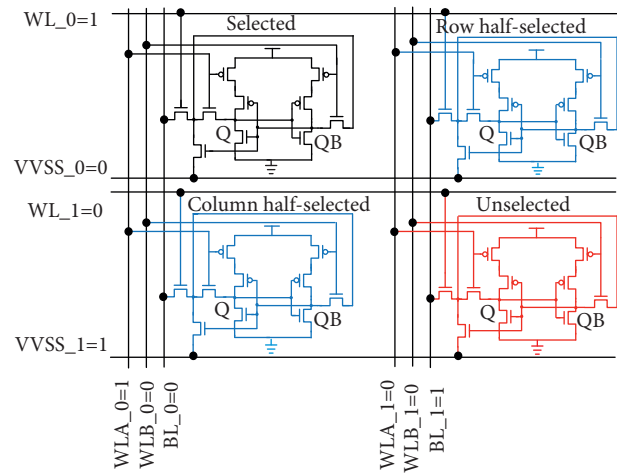 WL_0=1
Selected
Row half-selected
Q
QB
Q
QB
VVSS_0=0
WL_1=0
Column half-selected
Unselected
Q
QB
Q
QB
VVSS_1=1
WLA_0=1
WLB_0=0
BL_0=0
WLA_1=0
WLB_1=0
BL_1=1